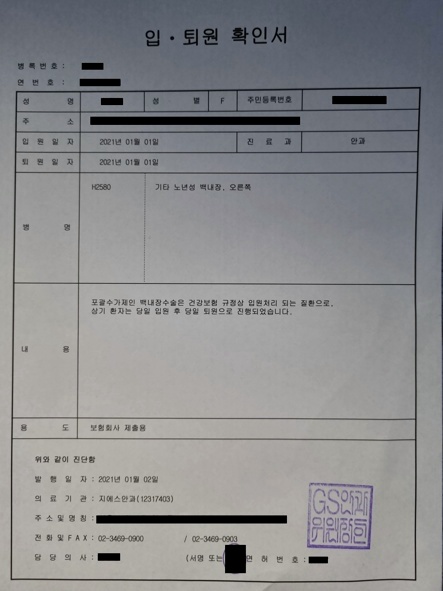 입 · 퇴원 확인서
병록번호 :
연번호 :
성 명 성 별 F 주민등록번호
주 소
입원일자 2021년 01월 01일 진료과 안과
퇴원일자 2021년 01월 01일
병 명 H2580 기타 노년성 백내장, 오른쪽
내 용 포괄수가제인 백내장수술은 건강보험 규정상 입원처리 되는 질환으로,
상기 환자는 당일 입원 후 당일 퇴원으로 진행되었습니다.
용 도 보험회사 제출용
위와 같이 진단함
발행일자 : 2021년 01월 02일
의료기관 : 지에스안과(12317403)
주소및명칭 :
전화및FAX : 02-3469-0900 / 02-3469-0903
담당의사 : (서명 또는 면허번호 :
GS안과
의원장인